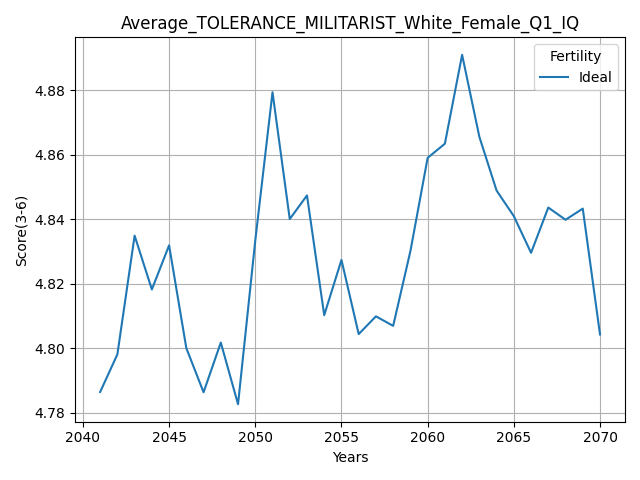 Average_TOLERANCE_MILITARIST_White_Female_Q1_IQ
Fertility
Ideal
Score(3-6)
4.88
4.86
4.84
4.82
4.80
4.78
2040 2045 2050 2055 2060 2065 2070
Years